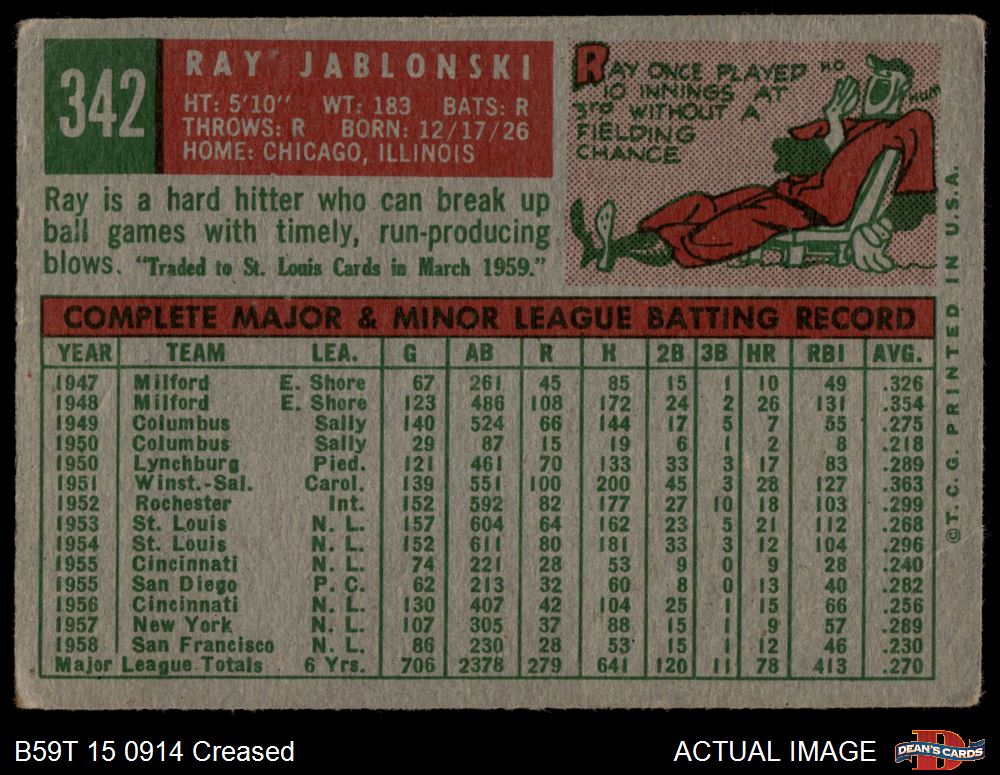 342
RAY JABLONSKI
HT: 5'10" WT: 183 BATS: R
THROWS: R BORN: 12/17/26
HOME: CHICAGO, ILLINOIS
RAY ONCE PLAYED
10 INNINGS AT
3RD WITHOUT A
FIELDING
CHANCE
Ray is a hard hitter who can break up
ball games with timely, run-producing
blows. "Traded to St. Louis Cards in March 1959."
COMPLETE MAJOR & MINOR LEAGUE BATTING RECORD
YEAR TEAM LEA. G AB R H 2B 3B HR RBI AVG.
1947 Milford E. Shore 67 261 45 85 15 1 10 49 .326
1948 Milford E. Shore 123 486 108 172 24 2 26 131 .354
1949 Columbus Sally 140 524 66 144 17 5 7 55 .275
1950 Columbus Sally 29 87 15 19 6 1 2 8 .218
1950 Lynchburg Pied. 121 461 70 133 33 3 17 83 .289
1951 Winst.-Sal. Carol. 139 551 100 200 45 3 28 127 .363
1952 Rochester Int. 152 592 82 177 27 10 18 103 .299
1953 St. Louis N. L. 157 604 64 162 23 5 21 112 .268
1954 St. Louis N. L. 152 611 80 181 33 3 12 104 .296
1955 Cincinnati N. L. 74 221 28 53 9 0 9 28 .240
1955 San Diego P. C. 62 213 32 60 8 0 13 40 .282
1956 Cincinnati N. L. 130 407 42 104 25 1 15 66 .256
1957 New York N. L. 107 305 37 88 15 1 9 57 .289
1958 San Francisco N. L. 86 230 28 53 15 1 12 46 .230
Major League Totals 6 Yrs. 706 2378 279 641 120 11 78 413 .270
©T. C. G. PRINTED IN U.S.A.
B59T 15 0914 Creased
ACTUAL IMAGE
DEAN'S CARDS